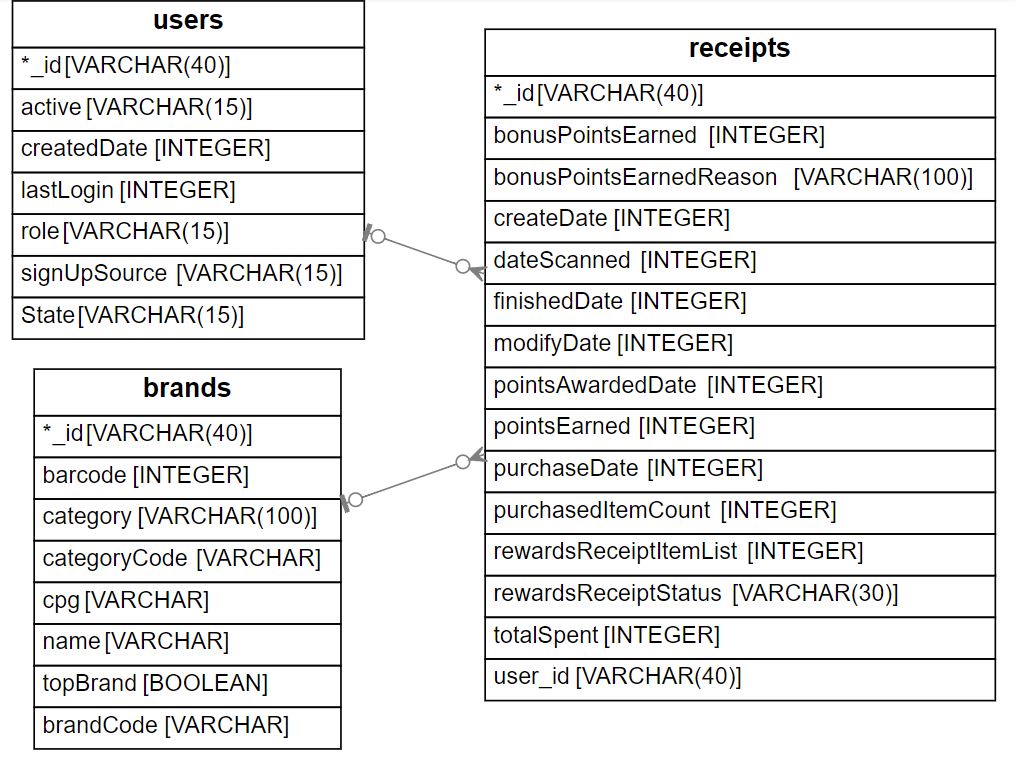 users
*_id [VARCHAR(40)]
active [VARCHAR(15)]
createdDate [INTEGER]
lastLogin [INTEGER]
role [VARCHAR(15)]
signUpSource [VARCHAR(15)]
State [VARCHAR(15)]
brands
*_id [VARCHAR(40)]
barcode [INTEGER]
category [VARCHAR(100)]
categoryCode [VARCHAR]
cpg [VARCHAR]
name [VARCHAR]
topBrand [BOOLEAN]
brandCode [VARCHAR]
receipts
*_id [VARCHAR(40)]
bonusPointsEarned [INTEGER]
bonusPointsEarnedReason [VARCHAR(100)]
createDate [INTEGER]
dateScanned [INTEGER]
finishedDate [INTEGER]
modifyDate [INTEGER]
pointsAwardedDate [INTEGER]
pointsEarned [INTEGER]
purchaseDate [INTEGER]
purchasedItemCount [INTEGER]
rewardsReceiptItemList [INTEGER]
rewardsReceiptStatus [VARCHAR(30)]
totalSpent [INTEGER]
user_id [VARCHAR(40)]